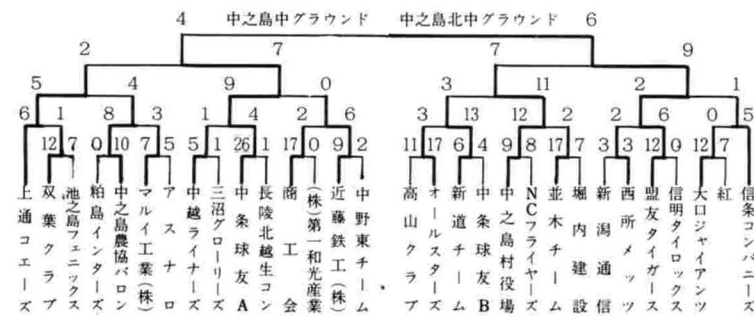 4 中之島中グラウンド 中之島北中グラウンド 6
2 7 7 9
5 4 9 0 3 11 2 1
6 1 8 3 1 4 2 6 3 13 12 2 2 6 0 5
12 7 0 10 7 5 5 1 26 1 17 0 9 2 11 17 6 4 9 8 17 7 3 3 12 0 12 7
上通コエーズ
双葉クラブ
池之島フェニックス
粕島インターズ
中之島農協バロン
マルイ工業(株)
アスナロ
中越ライナーズ
三沼グローリーズ
中条球友A
長陵北越生コン
商工会
(株)第一和光産業
近藤鉄工(株)
中野東チーム
高山クラブ
オールスターズ
新道チーム
中条球友B
中之島村役場
NCフライヤーズ
並木チーム
堀内建設
新潟通信
西所メッツ
盟友タイガース
信明タイロックス
大口ジャイアンツ
紅
信条コンバニーズ